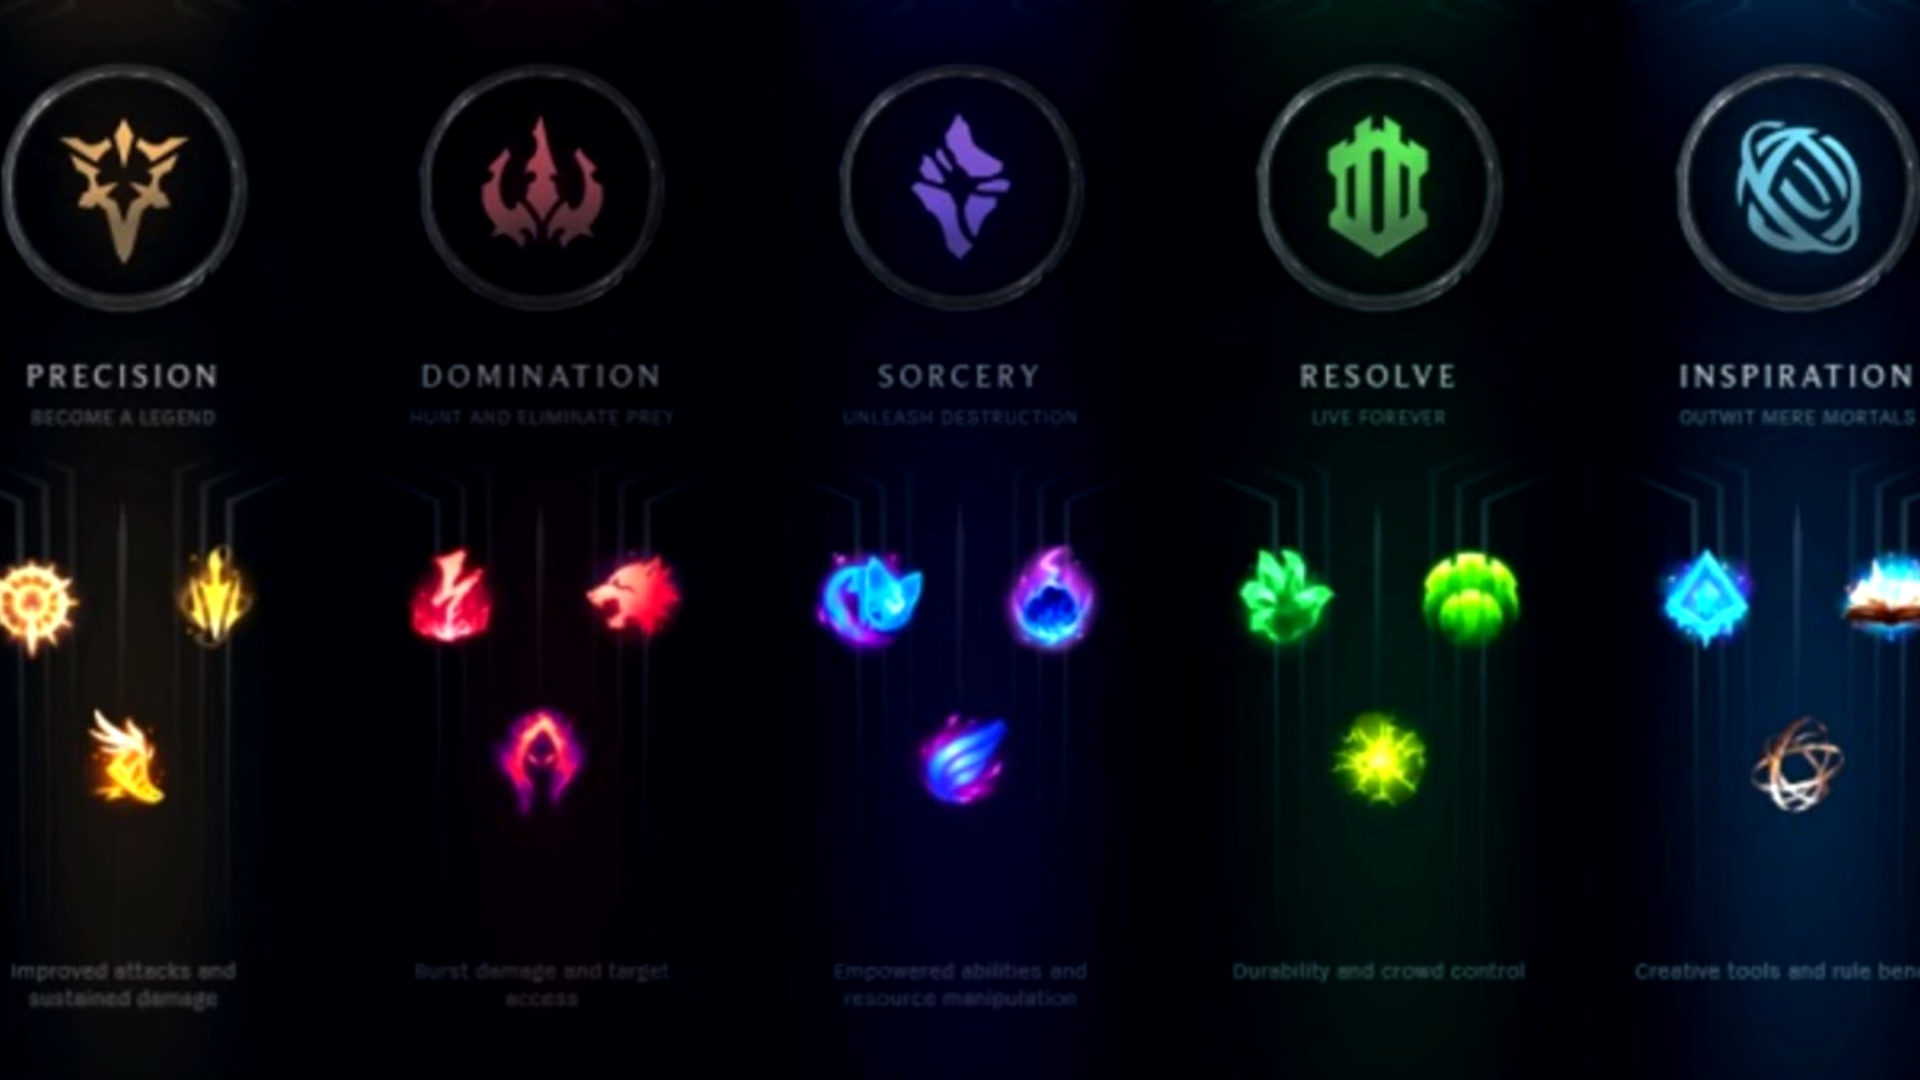 PRECISION
BECOME A LEGEND
Improved attacks and
sustained damage
DOMINATION
HUNT AND ELIMINATE PREY
Burst damage and target
access
SORCERY
UNLEASH DESTRUCTION
Empowered abilities and
resource manipulation
RESOLVE
LIVE FOREVER
Durability and crowd control
INSPIRATION
OUTWIT MERE MORTALS
Creative tools and rule ben